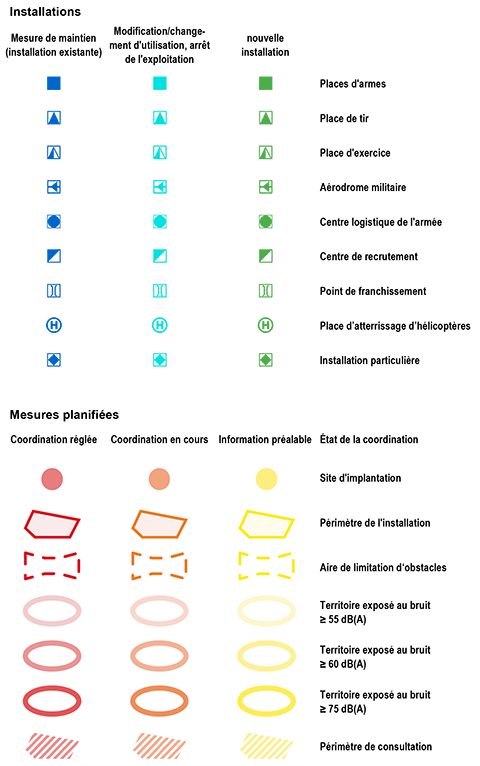 Installations
Mesure de maintien
(installation existante)
Modification/change-
ment d'utilisation, arrêt
de l'exploitation
nouvelle
installation
Places d'armes
Place de tir
Place d'exercice
Aérodrome militaire
Centre logistique de l'armée
Centre de recrutement
Point de franchissement
H H H Place d'atterrissage d'hélicoptères
Installation particulière
Mesures planifiées
Coordination réglée Coordination en cours Information préalable État de la coordination
Site d'implantation
Périmètre de l'installation
Aire de limitation d'obstacles
Territoire exposé au bruit
≥ 55 dB(A)
Territoire exposé au bruit
≥ 60 dB(A)
Territoire exposé au bruit
≥ 75 dB(A)
Périmètre de consultation